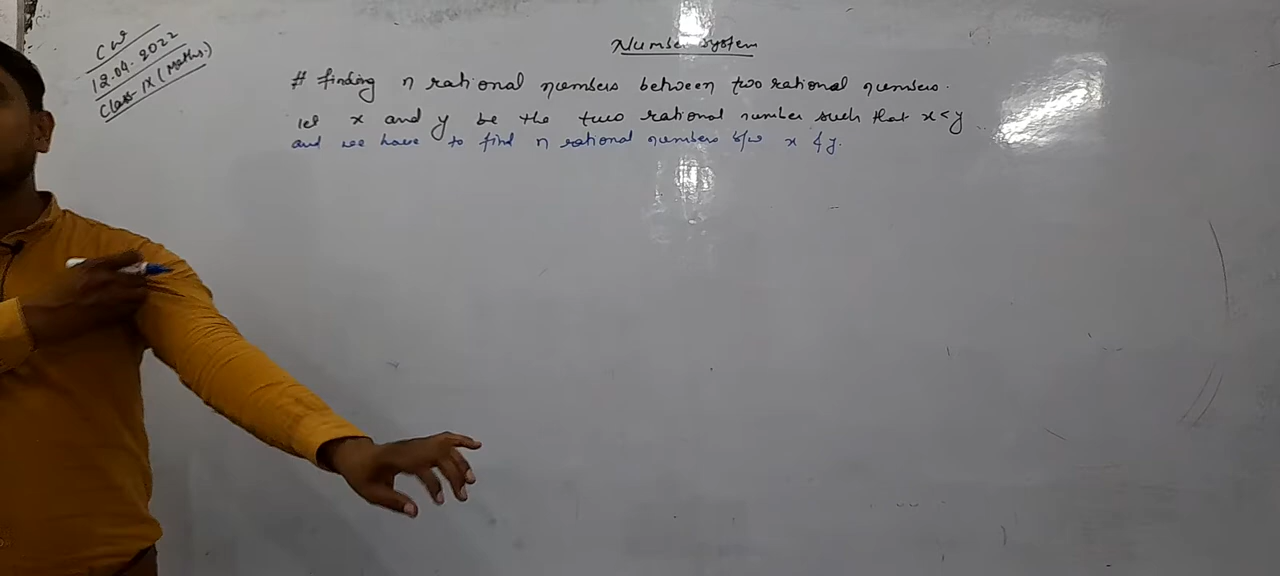 CW
12.04.2022
Class-IX (Maths.)
Number System
# finding n rational numbers between two rational numbers.
let x and y be the two rational number such that x<y
and we have to find n rational numbers b/w x & y.